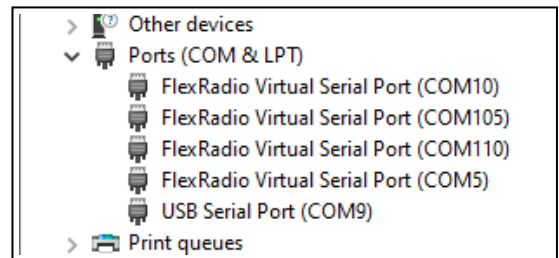 Other devices
Ports (COM & LPT)
FlexRadio Virtual Serial Port (COM10)
FlexRadio Virtual Serial Port (COM105)
FlexRadio Virtual Serial Port (COM110)
FlexRadio Virtual Serial Port (COM5)
USB Serial Port (COM9)
Print queues